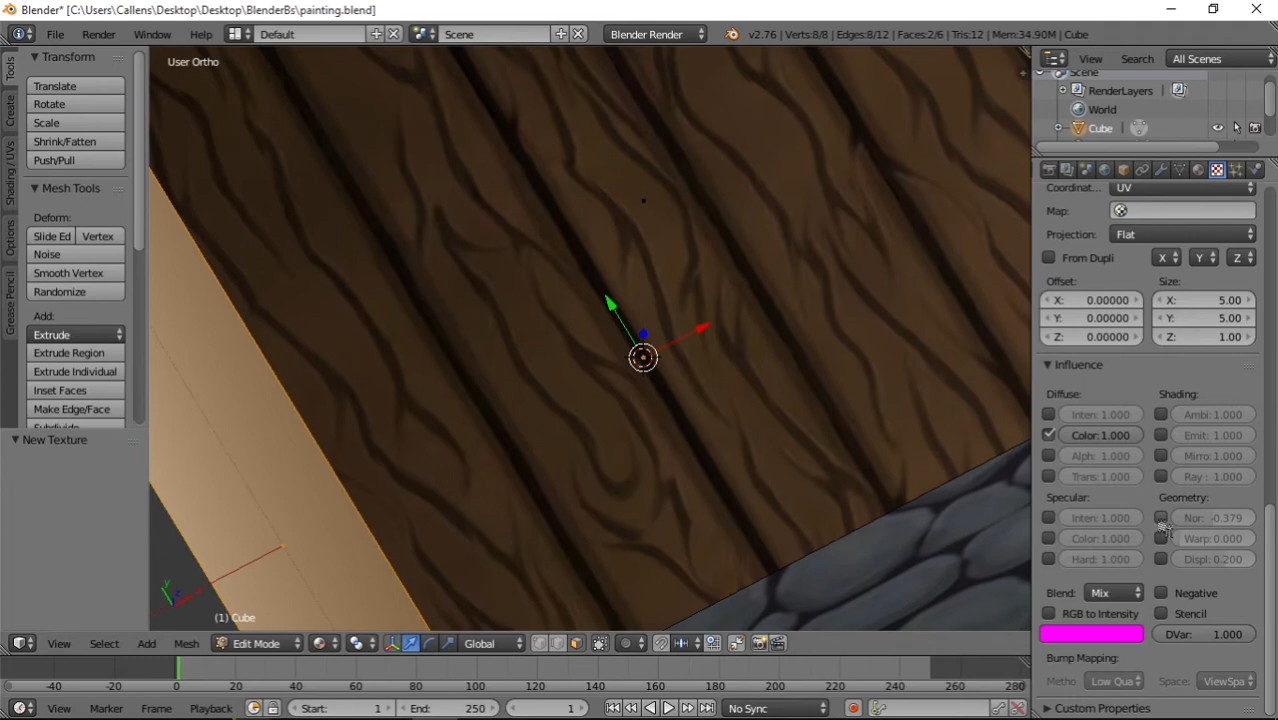 Blender* [C:\Users\Callens\Desktop\Desktop\BlenderBs\painting.blend]
File Render Window Help Default Scene Blender Render v2.76 | Verts:8/8 | Edges:8/12 | Faces:2/6 | Tris:12 | Mem:34.90M | Cube
Tools
Create
Shading / UVs
Options
Grease Pencil
Transform
Translate
Rotate
Scale
Shrink/Fatten
Push/Pull
Mesh Tools
Deform:
Slide Ed Vertex
Noise
Smooth Vertex
Randomize
Add:
Extrude
Extrude Region
Extrude Individual
Inset Faces
Make Edge/Face
Subdivide
New Texture
User Ortho
y
z
(1) Cube
View Search All Scenes
Scene
RenderLayers
World
Cube
Coordinat... UV
Map:
Projection: Flat
From Dupli X Y Z
Offset: Size:
X: 0.00000 X: 5.00
Y: 0.00000 Y: 5.00
Z: 0.00000 Z: 1.00
Influence
Diffuse: Shading:
Inten: 1.000 Ambi: 1.000
Color: 1.000 Emit: 1.000
Alph: 1.000 Mirro: 1.000
Trans: 1.000 Ray : 1.000
Specular: Geometry:
Inten: 1.000 Nor: -0.379
Color: 1.000 Warp: 0.000
Hard: 1.000 Displ: 0.200
Blend: Mix Negative
RGB to Intensity Stencil
DVar: 1.000
Bump Mapping:
Metho Low Qua Space: ViewSpa
Custom Properties
View Select Add Mesh Edit Mode Global
-40 -20 0 20 40 60 80 100 120 140 160 180 200 220 240 260 280
View Marker Frame Playback Start: 1 End: 250 1 No Sync